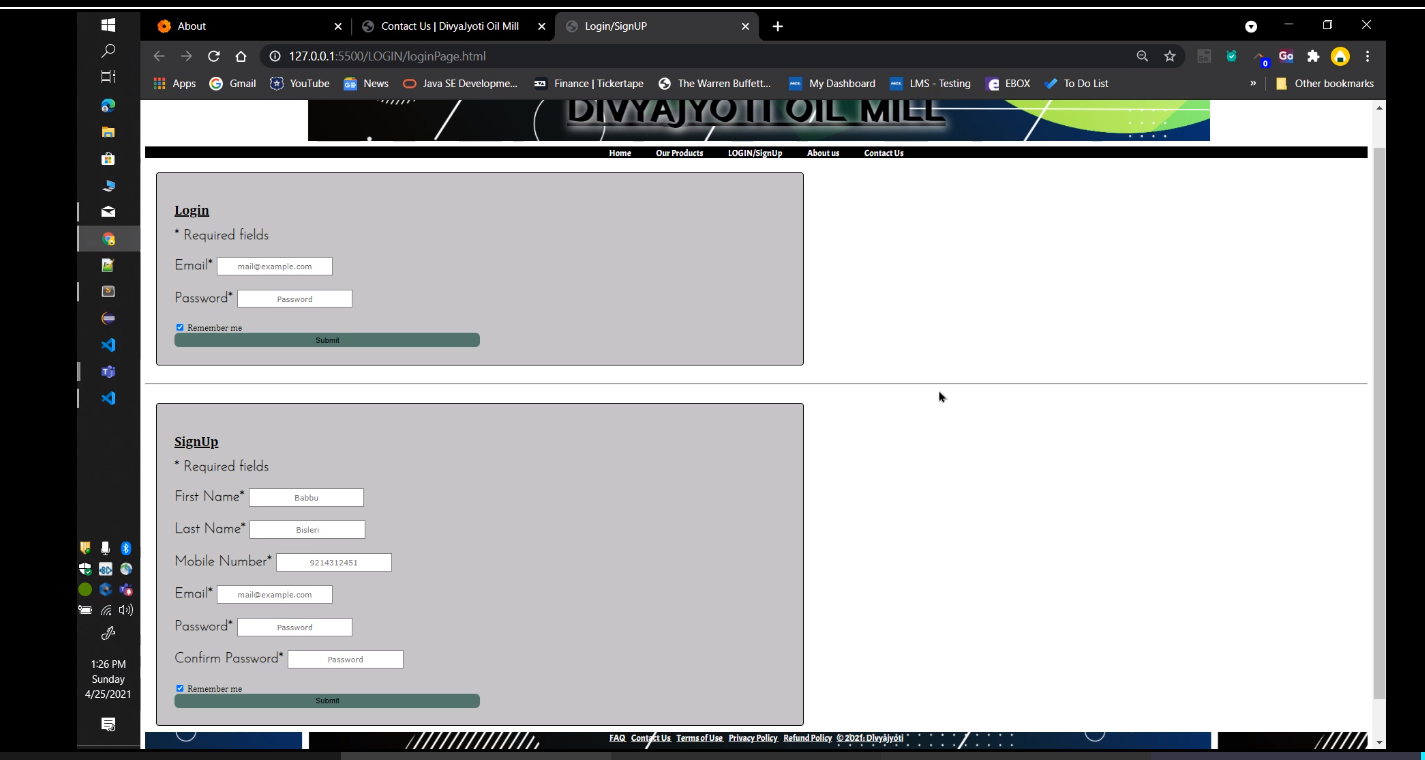 About
Contact Us | DivyaJyoti Oil Mill
Login/SignUP
127.0.0.1:5500/LOGIN/loginPage.html
Apps Gmail YouTube News Java SE Developme... Finance | Tickertape The Warren Buffett... My Dashboard LMS - Testing EBOX To Do List » Other bookmarks
DIVYAJYOTI OIL MILL
Home Our Products LOGIN/SignUp About us Contact Us
Login
* Required fields
Email* mail@example.com
Password* Password
Remember me
Submit
SignUp
* Required fields
First Name* Babbu
Last Name* Bisleri
Mobile Number* 9214312451
Email* mail@example.com
Password* Password
Confirm Password* Password
Remember me
Submit
FAQ Contact Us Terms of Use Privacy Policy Refund Policy © 2021: Divyajyoti
1:26 PM
Sunday
4/25/2021